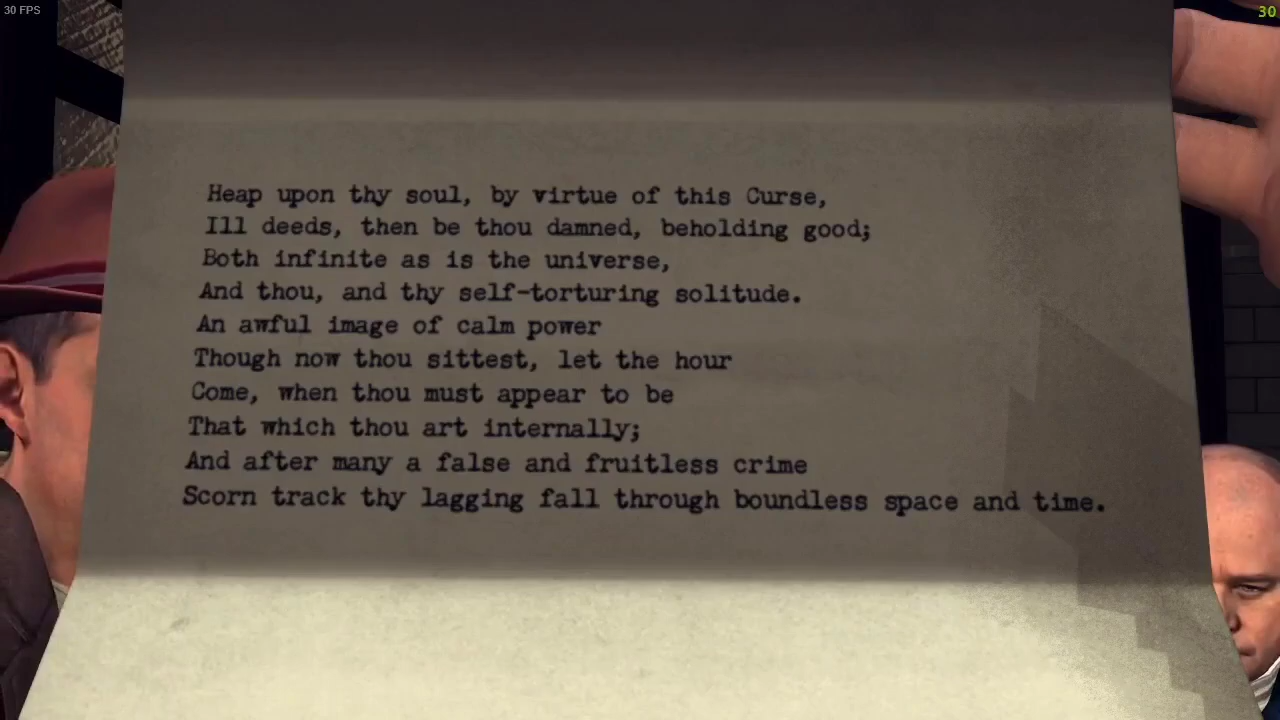 30 FPS
30
Heap upon thy soul, by virtue of this Curse,
Ill deeds, then be thou damned, beholding good;
Both infinite as is the universe,
And thou, and thy self-torturing solitude.
An awful image of calm power
Though now thou sittest, let the hour
Come, when thou must appear to be
That which thou art internally;
And after many a false and fruitless crime
Scorn track thy lagging fall through boundless space and time.